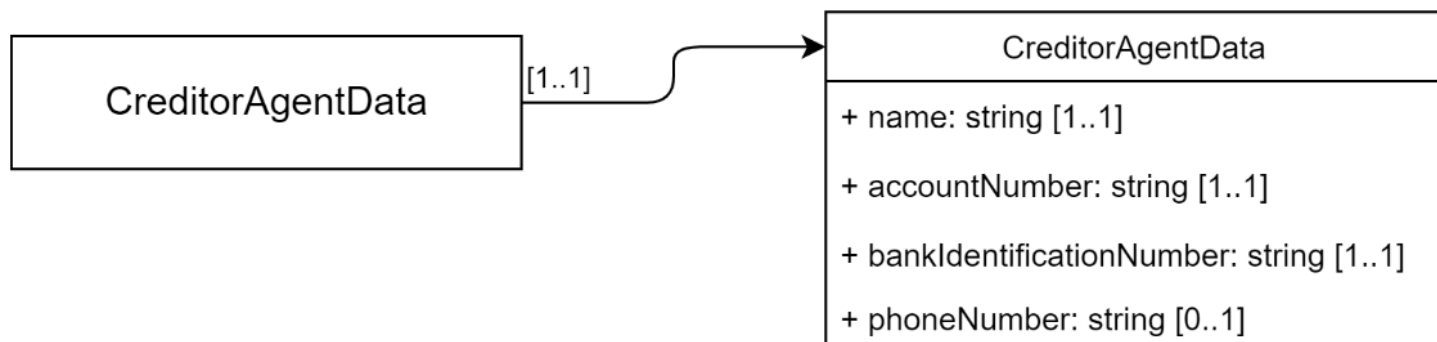 CreditorAgentData
[1..1]
CreditorAgentData
+ name: string [1..1]
+ accountNumber: string [1..1]
+ bankIdentificationNumber: string [1..1]
+ phoneNumber: string [0..1]